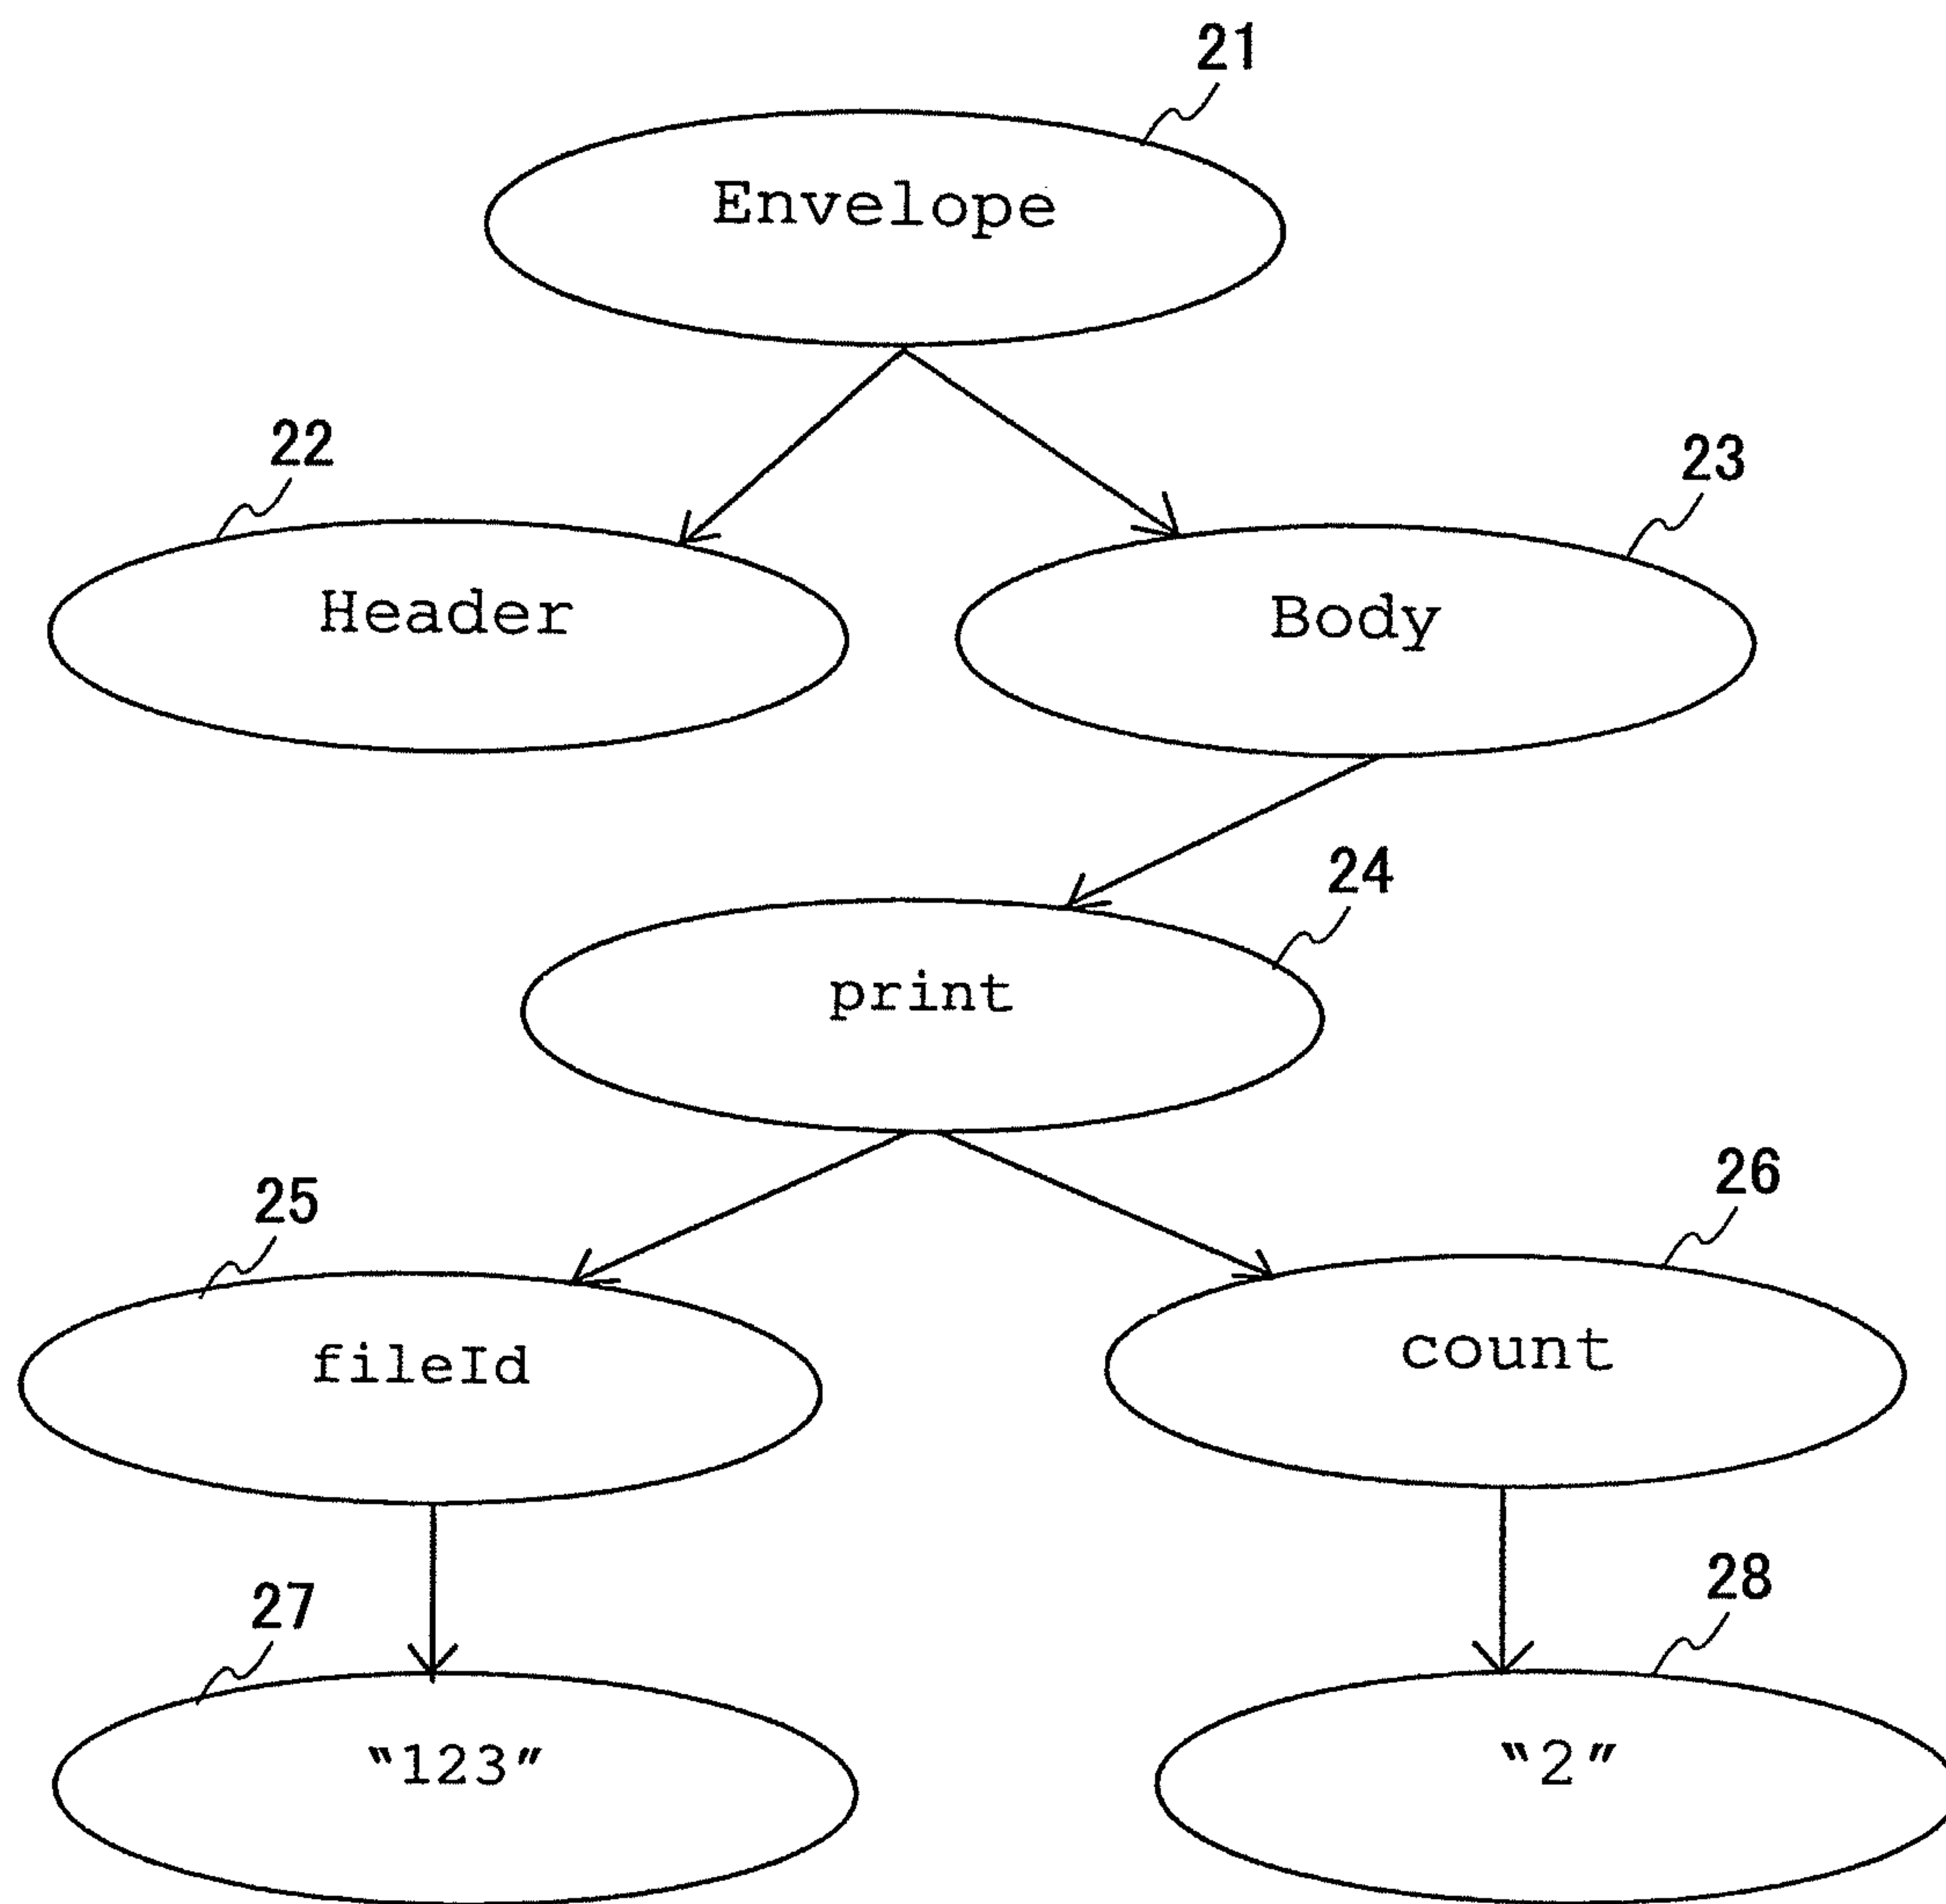 21
Envelope
22
23
Header
Body
24
print
25
26
fileId
count
27
28
“123”
“2”